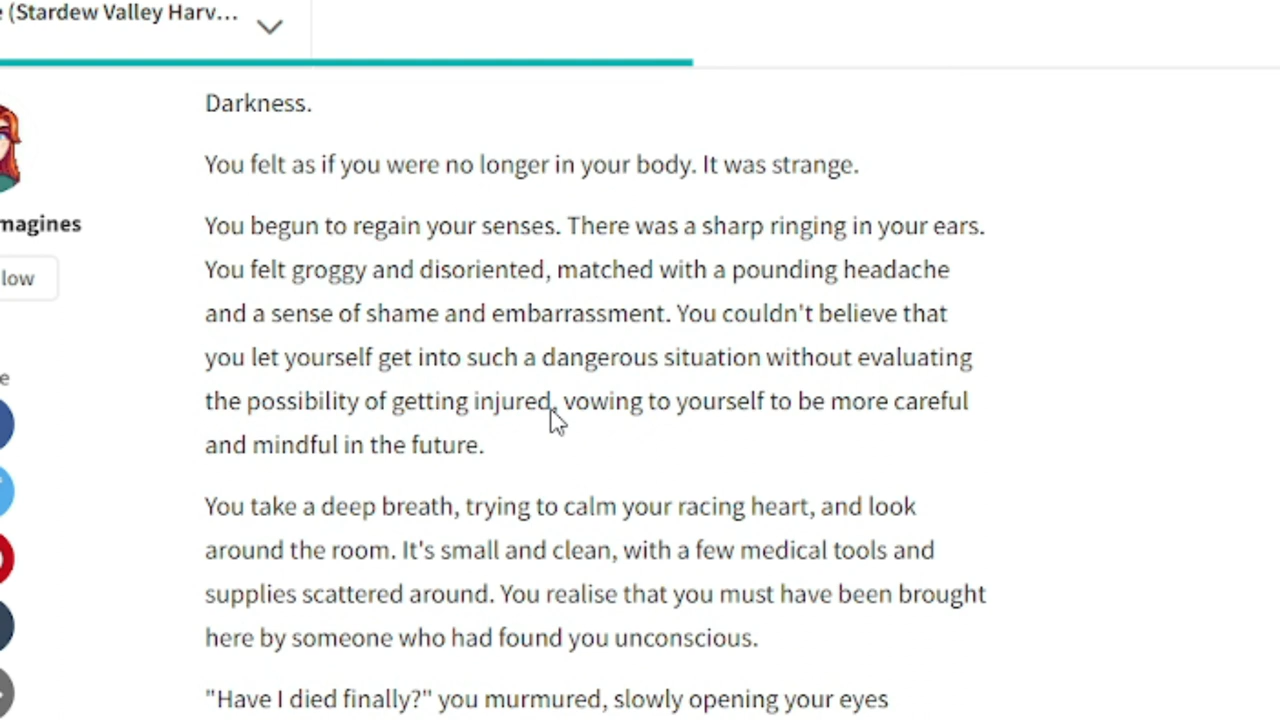 (Stardew Valley Harv...
Darkness.
You felt as if you were no longer in your body. It was strange.
magines
You begun to regain your senses. There was a sharp ringing in your ears.
low
You felt groggy and disoriented, matched with a pounding headache
and a sense of shame and embarrassment. You couldn't believe that
you let yourself get into such a dangerous situation without evaluating
e
the possibility of getting injured, vowing to yourself to be more careful
and mindful in the future.
You take a deep breath, trying to calm your racing heart, and look
around the room. It's small and clean, with a few medical tools and
supplies scattered around. You realise that you must have been brought
here by someone who had found you unconscious.
"Have I died finally?" you murmured, slowly opening your eyes